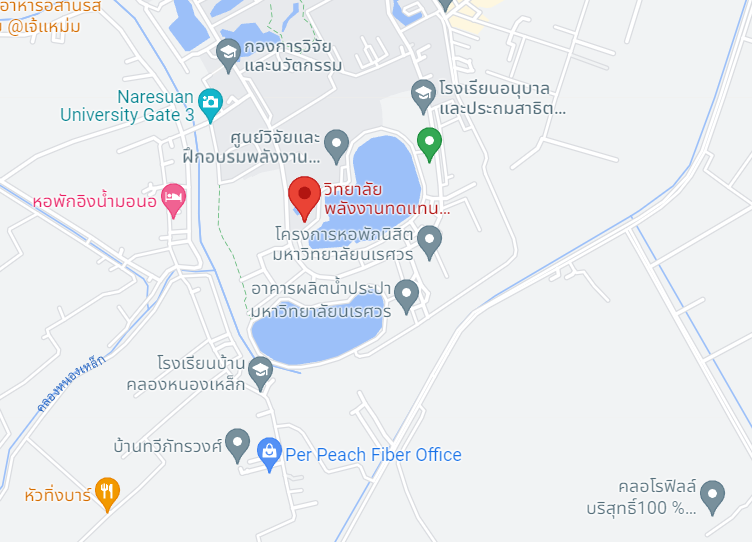 อาหารอีสานรส
@เจ๊แหม่ม
กองการวิจัย
และนวัตกรรม
Naresuan
University Gate 3
โรงเรียนอนุบาล
และประถมสาธิต...
ศูนย์วิจัยและ
ฝึกอบรมพลังงาน...
หอพักอิงน้ำมอนอ
วิทยาลัย
พลังงานทดแทน...
โครงการหอพักนิสิต
มหาวิทยาลัยนเรศวร
อาคารผลิตน้ำประปา
มหาวิทยาลัยนเรศวร
โรงเรียนบ้าน
คลองหนองเหล็ก
คลองหนองเหล็ก
บ้านทวีภัทรวงศ์
Per Peach Fiber Office
หัวทิ่งบาร์
คลอโรฟิลล์
บริสุทธิ์100 %...